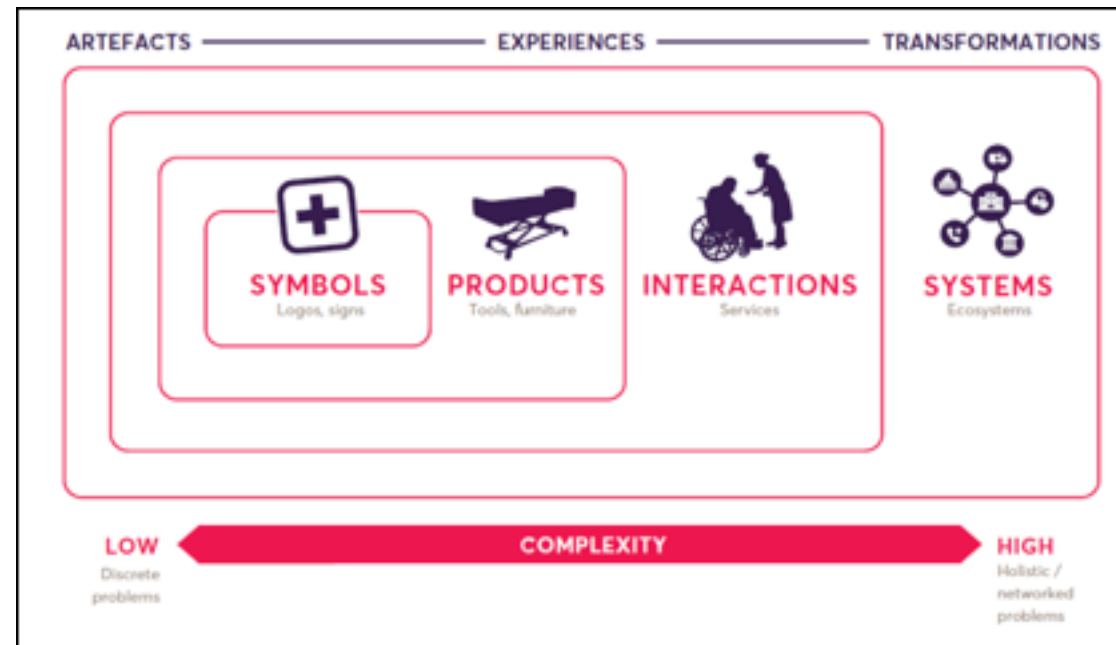 ARTEFACTS EXPERIENCES TRANSFORMATIONS
SYMBOLS PRODUCTS INTERACTIONS SYSTEMS
Logos, signs Tools, furniture Services Ecosystems
LOW COMPLEXITY HIGH
Discrete Holistic /
problems networked
problems